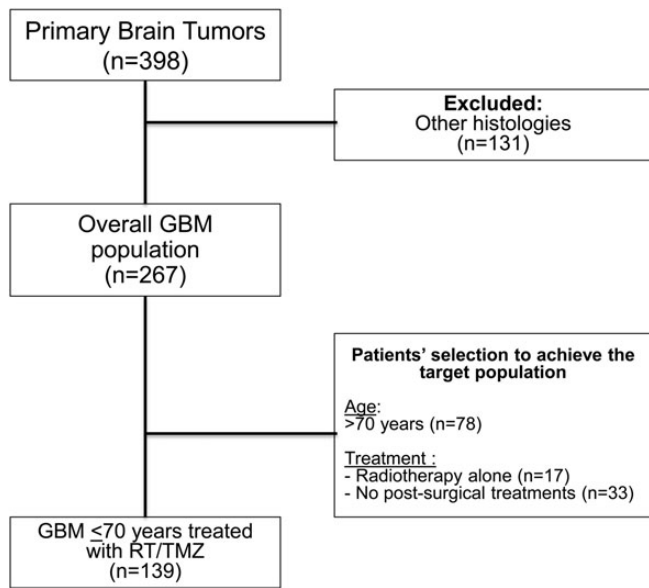 Primary Brain Tumors
(n=398)
Excluded:
Other histologies
(n=131)
Overall GBM
population
(n=267)
Patients’ selection to achieve the
target population
Age:
>70 years (n=78)
Treatment :
- Radiotherapy alone (n=17)
- No post-surgical treatments (n=33)
GBM ≤70 years treated
with RT/TMZ
(n=139)